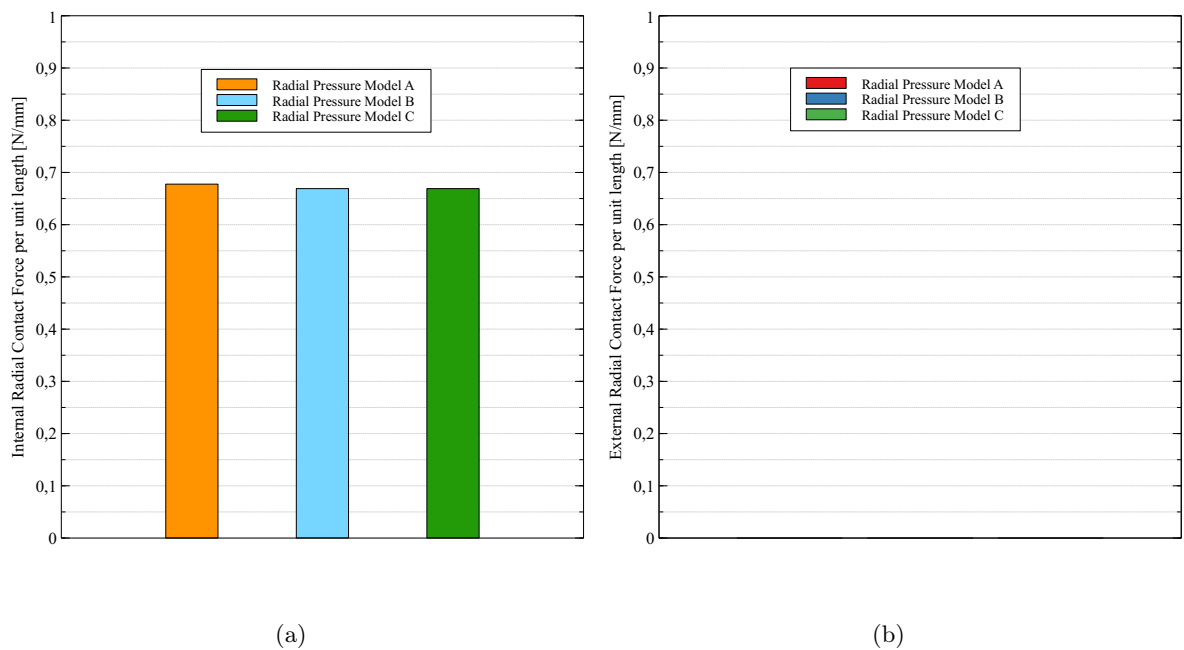 Internal Radial Contact Force per unit length [N/mm]
1
0,9
0,8
0,7
0,6
0,5
0,4
0,3
0,2
0,1
0
Radial Pressure Model A
Radial Pressure Model B
Radial Pressure Model C
(a)
External Radial Contact Force per unit length [N/mm]
1
0,9
0,8
0,7
0,6
0,5
0,4
0,3
0,2
0,1
0
Radial Pressure Model A
Radial Pressure Model B
Radial Pressure Model C
(b)